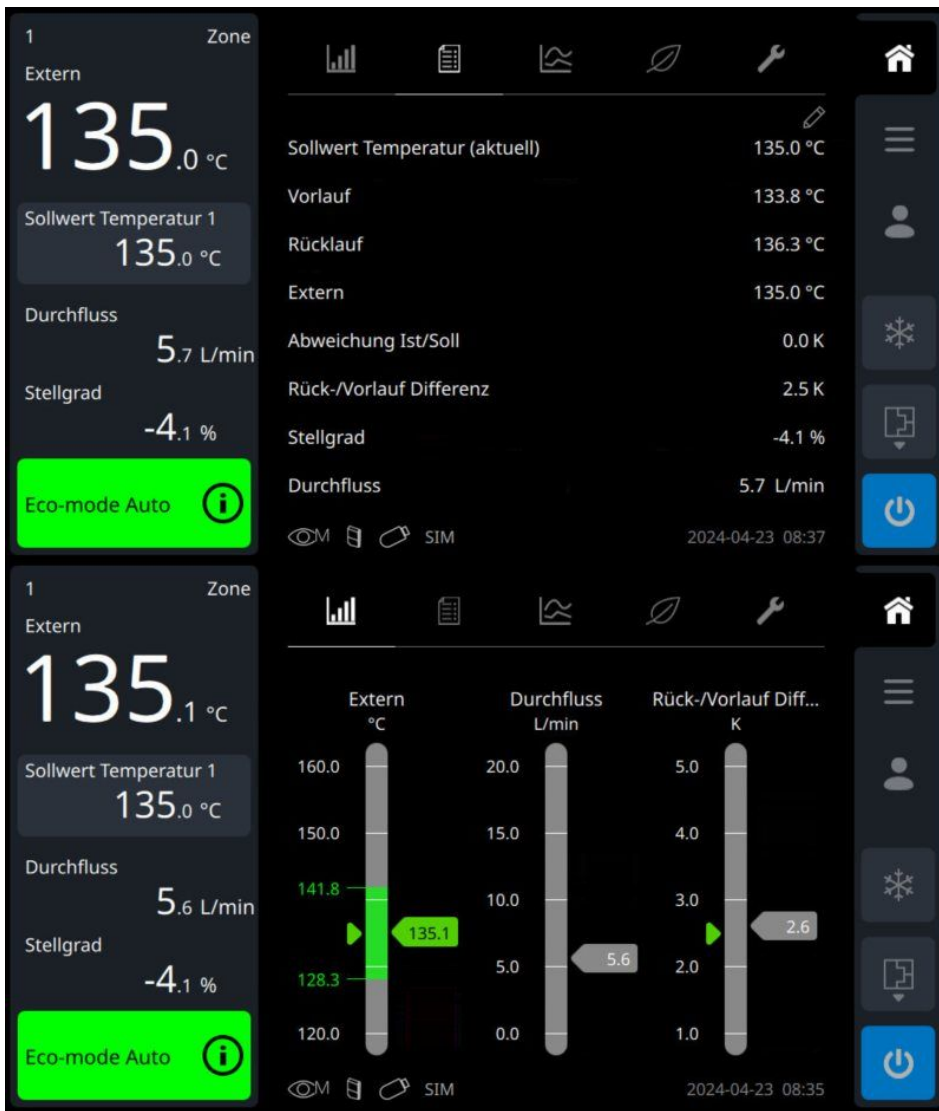 1 Zone
Extern
135.0 °C
Sollwert Temperatur 1
135.0 °C
Durchfluss
5.7 L/min
Stellgrad
-4.1 %
Eco-mode Auto i
Sollwert Temperatur (aktuell) 135.0 °C
Vorlauf 133.8 °C
Rücklauf 136.3 °C
Extern 135.0 °C
Abweichung Ist/Soll 0.0 K
Rück-/Vorlauf Differenz 2.5 K
Stellgrad -4.1 %
Durchfluss 5.7 L/min
M SIM 2024-04-23 08:37
1 Zone
Extern
135.1 °C
Sollwert Temperatur 1
135.0 °C
Durchfluss
5.6 L/min
Stellgrad
-4.1 %
Eco-mode Auto i
Extern Durchfluss Rück-/Vorlauf Diff...
°C L/min K
160.0 20.0 5.0
150.0 15.0 4.0
141.8
10.0 3.0
135.1 5.6 2.6
5.0 2.0
128.3
120.0 0.0 1.0
M SIM 2024-04-23 08:35